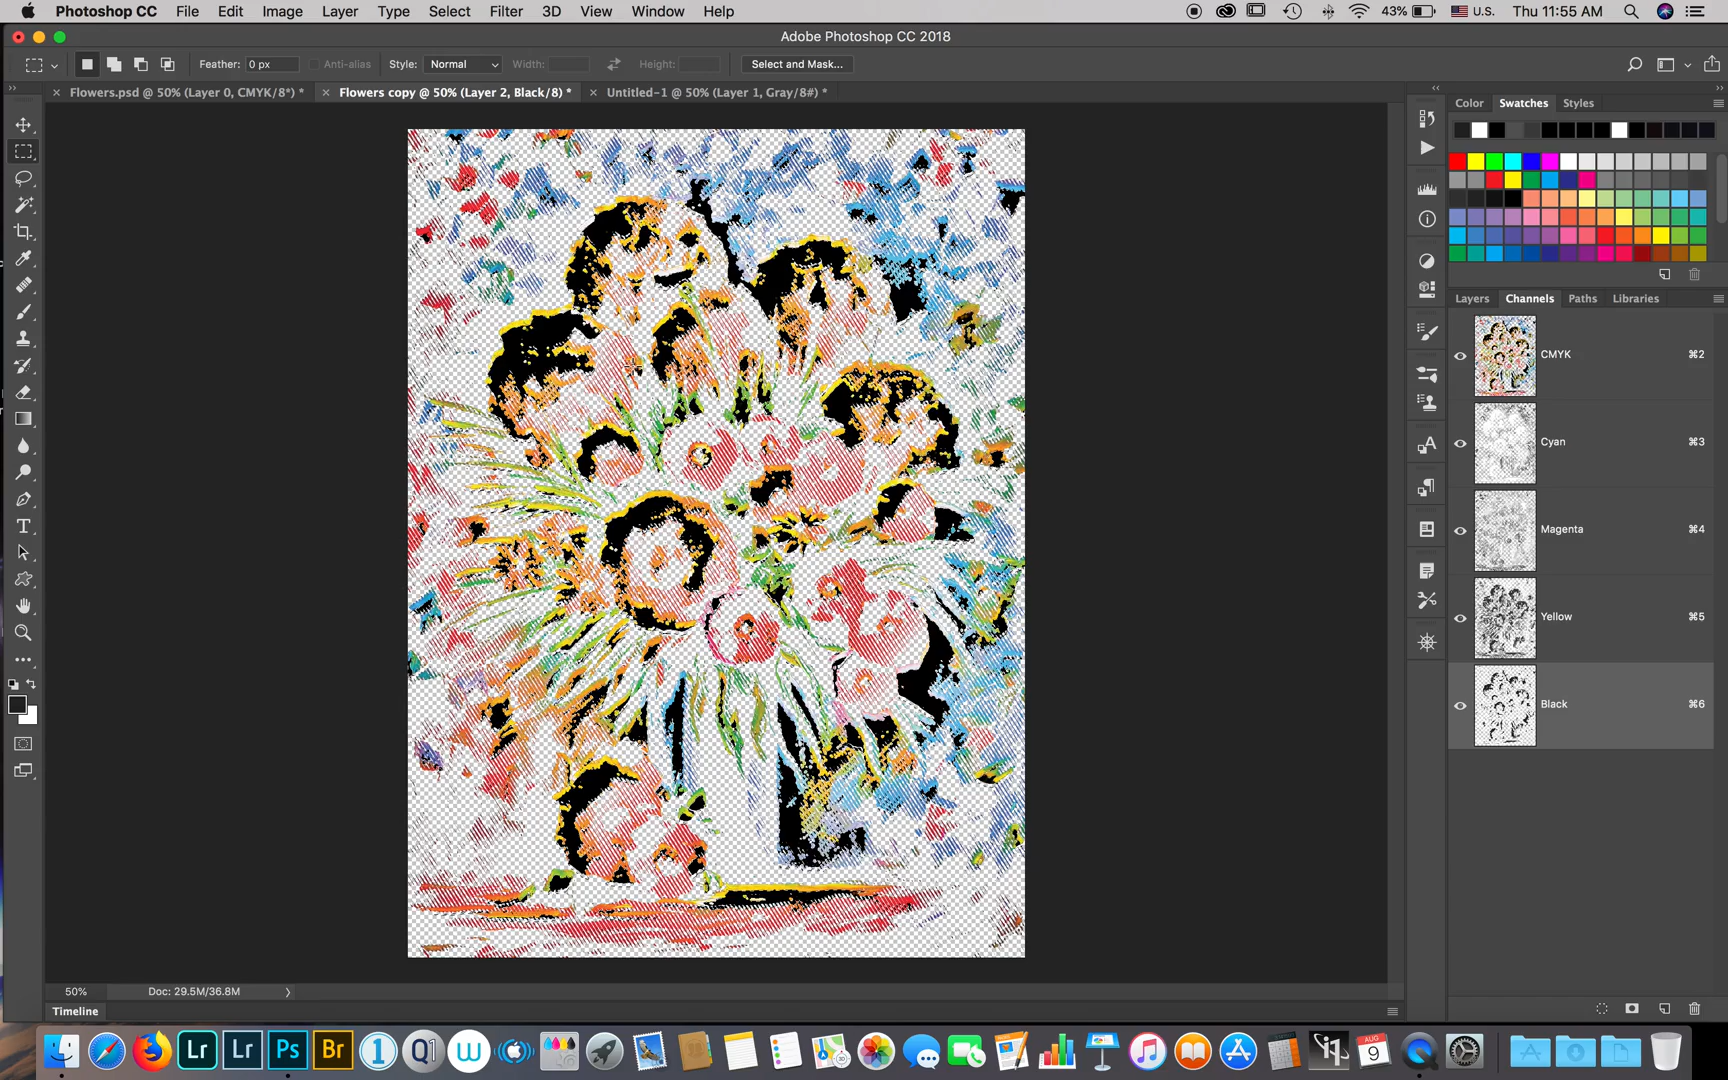 Photoshop CC File Edit Image Layer Type Select Filter 3D View Window Help 43% U.S. Thu 11:55 AM
Adobe Photoshop CC 2018
Feather: 0 px Anti-alias Style: Normal Width: Height: Select and Mask...
Flowers.psd @ 50% (Layer 0, CMYK/8*) * Flowers copy @ 50% (Layer 2, Black/8) * Untitled-1 @ 50% (Layer 1, Gray/8#) *
Color Swatches Styles
Layers Channels Paths Libraries
CMYK ⌘2
Cyan ⌘3
Magenta ⌘4
Yellow ⌘5
Black ⌘6
50% Doc: 29.5M/36.8M
Timeline
Lr Lr Ps Br 1 Q1 W AUG 9